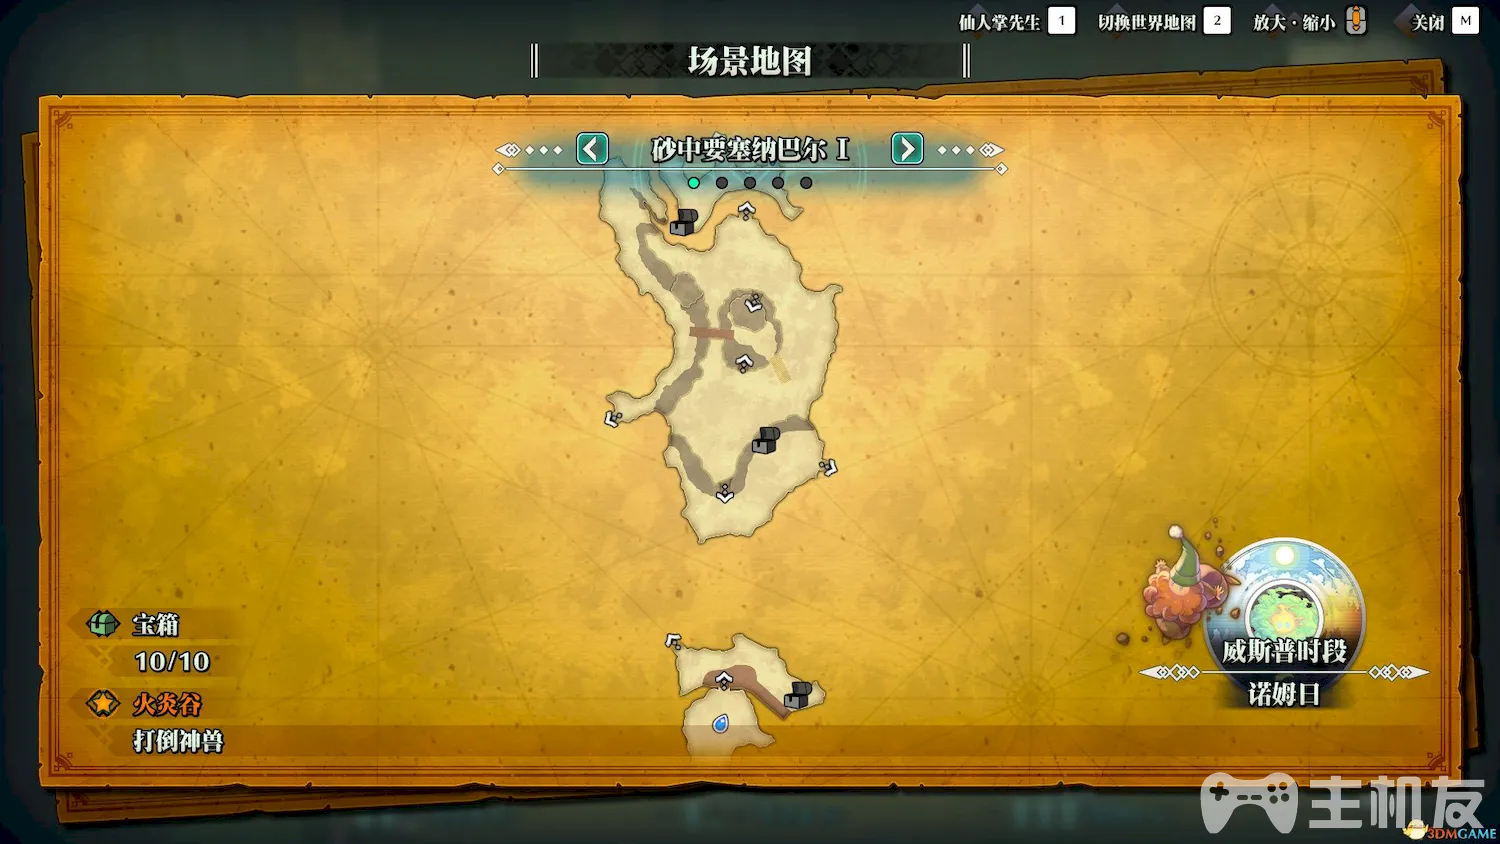 仙人掌先生 1 切换世界地图 2 放大·缩小 关闭 M
场景地图
砂中要塞纳巴尔 I
宝箱
10/10
火炎谷
打倒神兽
威斯普时段
诺姆日
主机友
3DMGAME